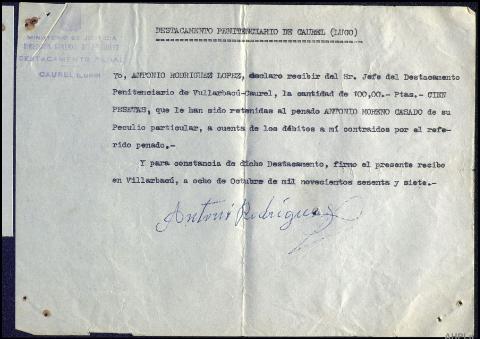 DESTACAMENTO PENITENCIARIO DE CAUREL (LUGO)
MINISTERIO DE JUSTICIA
DESTACAMENTO PENAL
CAUREL (LUGO)
Yo, ANTONIO RODRIGUEZ LOPEZ, declaro recibir del Sr. Jefe del Destacamento
Penitenciario de Vullarbacú-Caurel, la cantidad de 100,00.- Ptas.- CIEN
PESETAS, que le han sido retenidas al penado ANTONIO MORENO CASADO de su
Peculio particular, a cuenta de los débitos a mí contraidos por el refe-
rido penado.-
Y para constancia de dicho Destacamento, firmo el presente recibo
en Villarbacú, a ocho de Octubre de mil novecientos sesenta y siete.-
Antonio Rodriguez